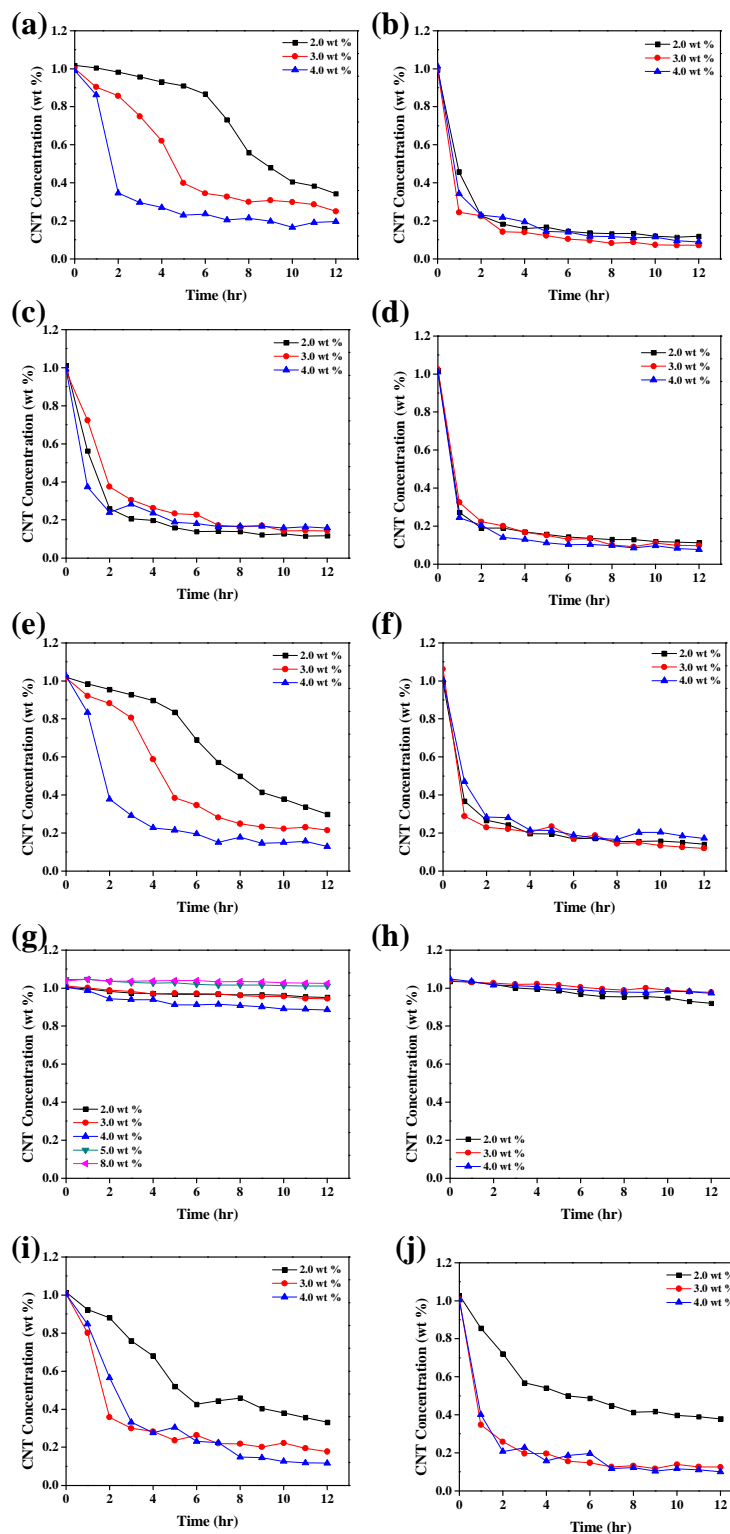 (a)
(b)
1.2
1.0
0.8
0.6
0.4
0.2
0.0
CNT Concentration (wt %)
2.0 wt %
3.0 wt %
4.0 wt %
0 2 4 6 8 10 12
Time (hr)
1.2
1.0
0.8
0.6
0.4
0.2
0.0
CNT Concentration (wt %)
2.0 wt %
3.0 wt %
4.0 wt %
0 2 4 6 8 10 12
Time (hr)
(c)
(d)
1.2
1.0
0.8
0.6
0.4
0.2
0.0
CNT Concentration (wt %)
2.0 wt %
3.0 wt %
4.0 wt %
0 2 4 6 8 10 12
Time (hr)
1.2
1.0
0.8
0.6
0.4
0.2
0.0
CNT Concentration (wt %)
2.0 wt %
3.0 wt %
4.0 wt %
0 2 4 6 8 10 12
Time (hr)
(e)
(f)
1.2
1.0
0.8
0.6
0.4
0.2
0.0
CNT Concentration (wt %)
2.0 wt %
3.0 wt %
4.0 wt %
0 2 4 6 8 10 12
Time (hr)
1.2
1.0
0.8
0.6
0.4
0.2
0.0
CNT Concentration (wt %)
2.0 wt %
3.0 wt %
4.0 wt %
0 2 4 6 8 10 12
Time (hr)
(g)
(h)
1.2
1.0
0.8
0.6
0.4
0.2
0.0
CNT Concentration (wt %)
2.0 wt %
3.0 wt %
4.0 wt %
5.0 wt %
8.0 wt %
0 2 4 6 8 10 12
Time (hr)
1.2
1.0
0.8
0.6
0.4
0.2
0.0
CNT Concentration (wt %)
2.0 wt %
3.0 wt %
4.0 wt %
0 2 4 6 8 10 12
Time (hr)
(i)
(j)
1.2
1.0
0.8
0.6
0.4
0.2
0.0
CNT Concentration (wt %)
2.0 wt %
3.0 wt %
4.0 wt %
0 2 4 6 8 10 12
Time (hr)
1.2
1.0
0.8
0.6
0.4
0.2
0.0
CNT Concentration (wt %)
2.0 wt %
3.0 wt %
4.0 wt %
0 2 4 6 8 10 12
Time (hr)